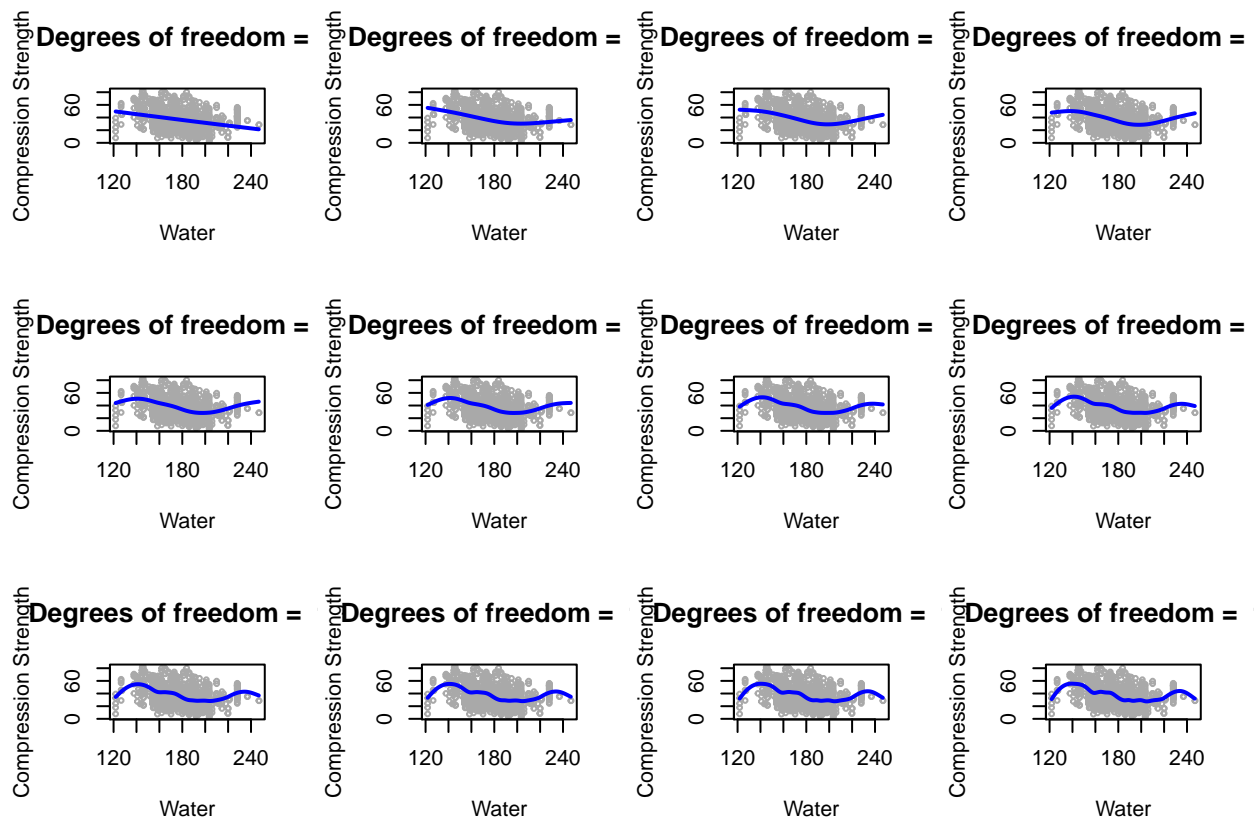 Degrees of freedom = Degrees of freedom = Degrees of freedom = Degrees of freedom =
Compression Strength Compression Strength Compression Strength Compression Strength
0 60 0 60 0 60 0 60
120 180 240 120 180 240 120 180 240 120 180 240
Water Water Water Water
Degrees of freedom = Degrees of freedom = Degrees of freedom = Degrees of freedom =
Compression Strength Compression Strength Compression Strength Compression Strength
0 60 0 60 0 60 0 60
120 180 240 120 180 240 120 180 240 120 180 240
Water Water Water Water
Degrees of freedom = Degrees of freedom = Degrees of freedom = Degrees of freedom =
Compression Strength Compression Strength Compression Strength Compression Strength
0 60 0 60 0 60 0 60
120 180 240 120 180 240 120 180 240 120 180 240
Water Water Water Water